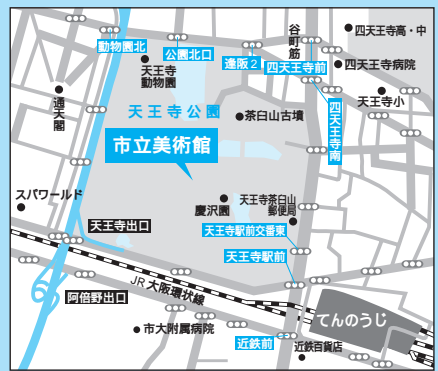 谷町筋
四天王寺高・中
動物園北
公園北口
逢阪2
四天王寺前
四天王寺病院
天王寺
動物園
通天閣
天王寺小
天王寺公園
茶臼山古墳
四天王寺南
市立美術館
スパワールド
慶沢園
天王寺茶臼山
郵便局
天王寺出口
天王寺駅前交番東
天王寺駅前
JR大阪環状線
阿倍野出口
てんのうじ
市大附属病院
近鉄前
近鉄百貨店